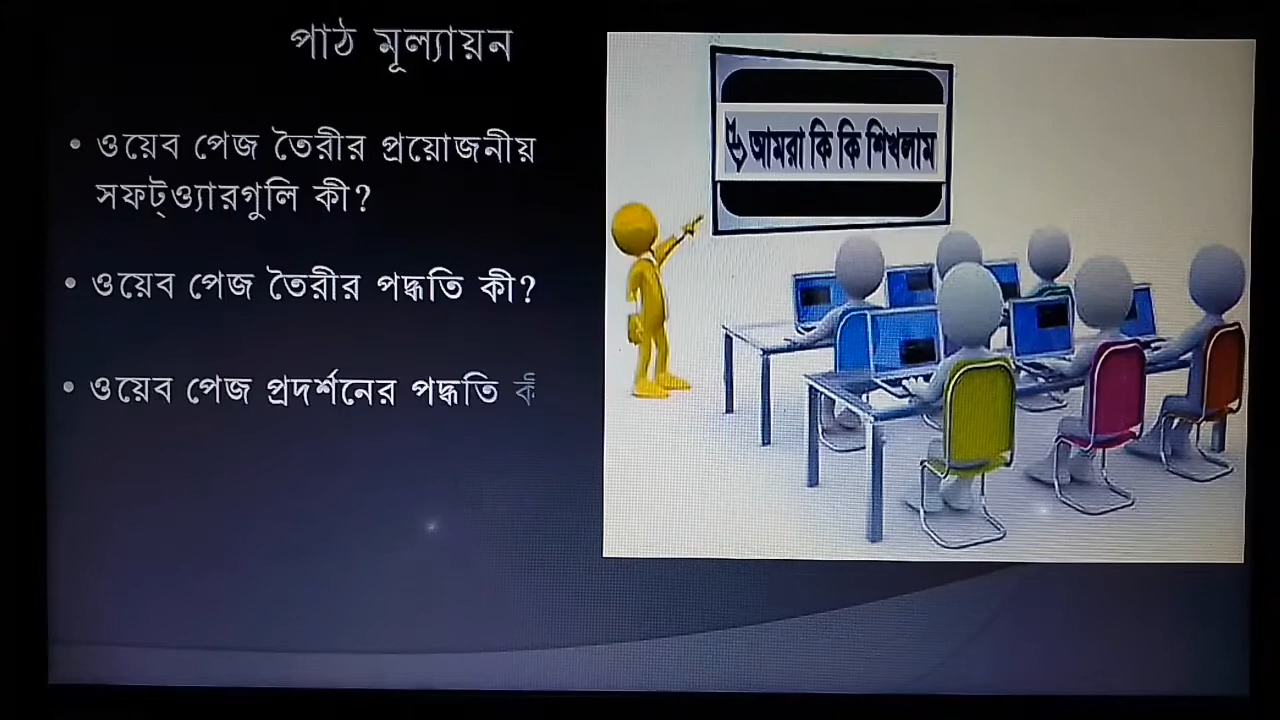 পাঠ মূল্যায়ন
• ওয়েব পেজ তৈরীর প্রয়োজনীয়
সফট্ওয়্যারগুলি কী?
• ওয়েব পেজ তৈরীর পদ্ধতি কী?
• ওয়েব পেজ প্রদর্শনের পদ্ধতি
আমরা কি কি শিখলাম